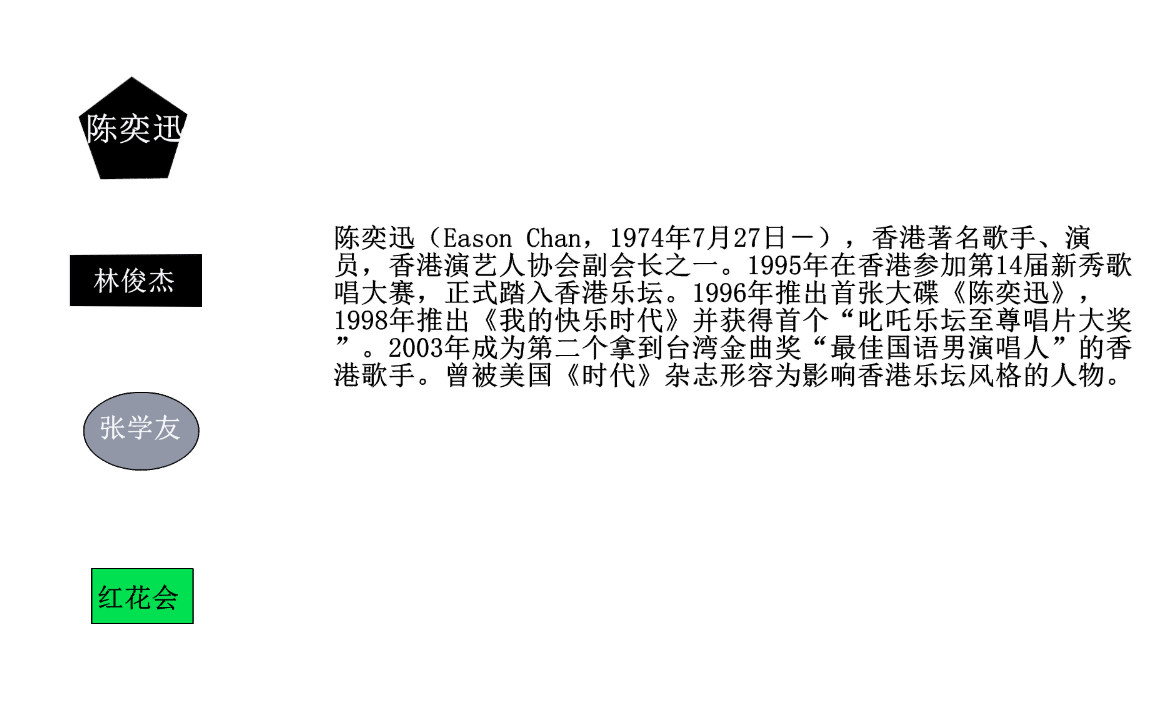 陈奕迅
林俊杰
张学友
红花会
陈奕迅（Eason Chan，1974年7月27日－），香港著名歌手、演
员，香港演艺人协会副会长之一。1995年在香港参加第14届新秀歌
唱大赛，正式踏入香港乐坛。1996年推出首张大碟《陈奕迅》，
1998年推出《我的快乐时代》并获得首个“叱吒乐坛至尊唱片大奖
”。2003年成为第二个拿到台湾金曲奖“最佳国语男演唱人”的香
港歌手。曾被美国《时代》杂志形容为影响香港乐坛风格的人物。